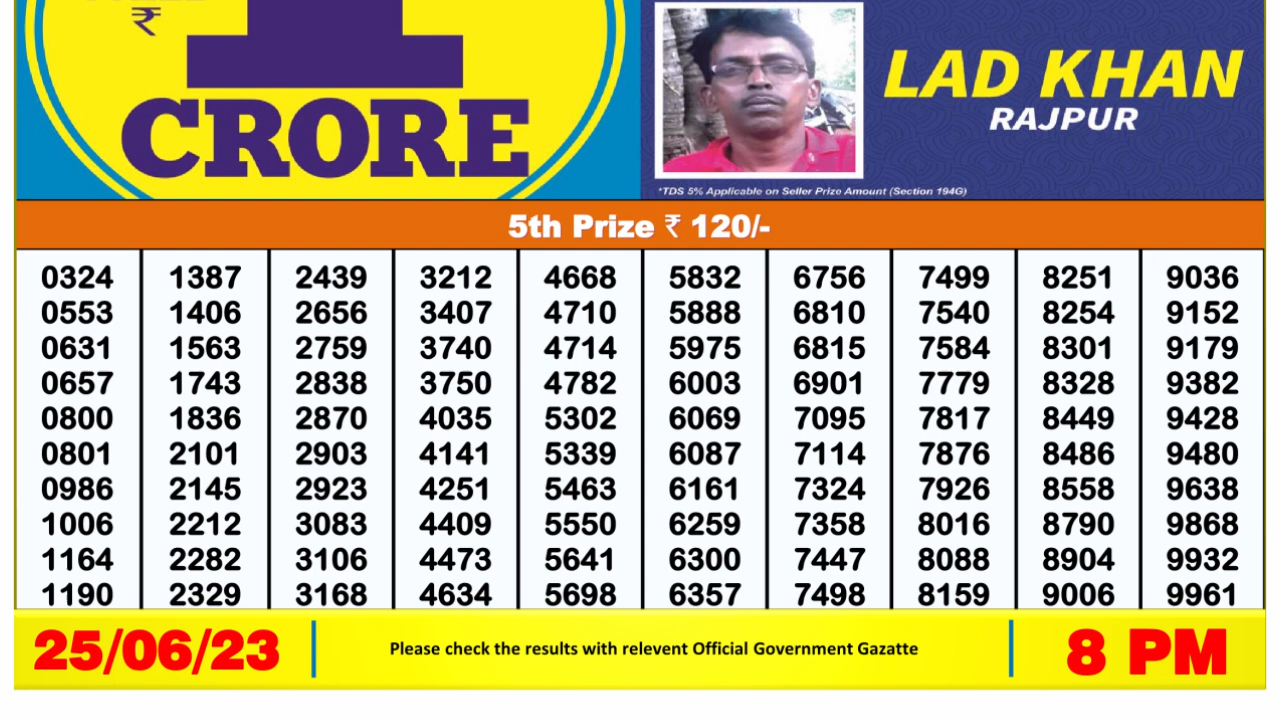 ₹
1
CRORE
LAD KHAN
RAJPUR
*TDS 5% Applicable on Seller Prize Amount (Section 194G)
5th Prize ₹ 120/-
0324 1387 2439 3212 4668 5832 6756 7499 8251 9036
0553 1406 2656 3407 4710 5888 6810 7540 8254 9152
0631 1563 2759 3740 4714 5975 6815 7584 8301 9179
0657 1743 2838 3750 4782 6003 6901 7779 8328 9382
0800 1836 2870 4035 5302 6069 7095 7817 8449 9428
0801 2101 2903 4141 5339 6087 7114 7876 8486 9480
0986 2145 2923 4251 5463 6161 7324 7926 8558 9638
1006 2212 3083 4409 5550 6259 7358 8016 8790 9868
1164 2282 3106 4473 5641 6300 7447 8088 8904 9932
1190 2329 3168 4634 5698 6357 7498 8159 9006 9961
25/06/23
Please check the results with relevent Official Government Gazatte
8 PM